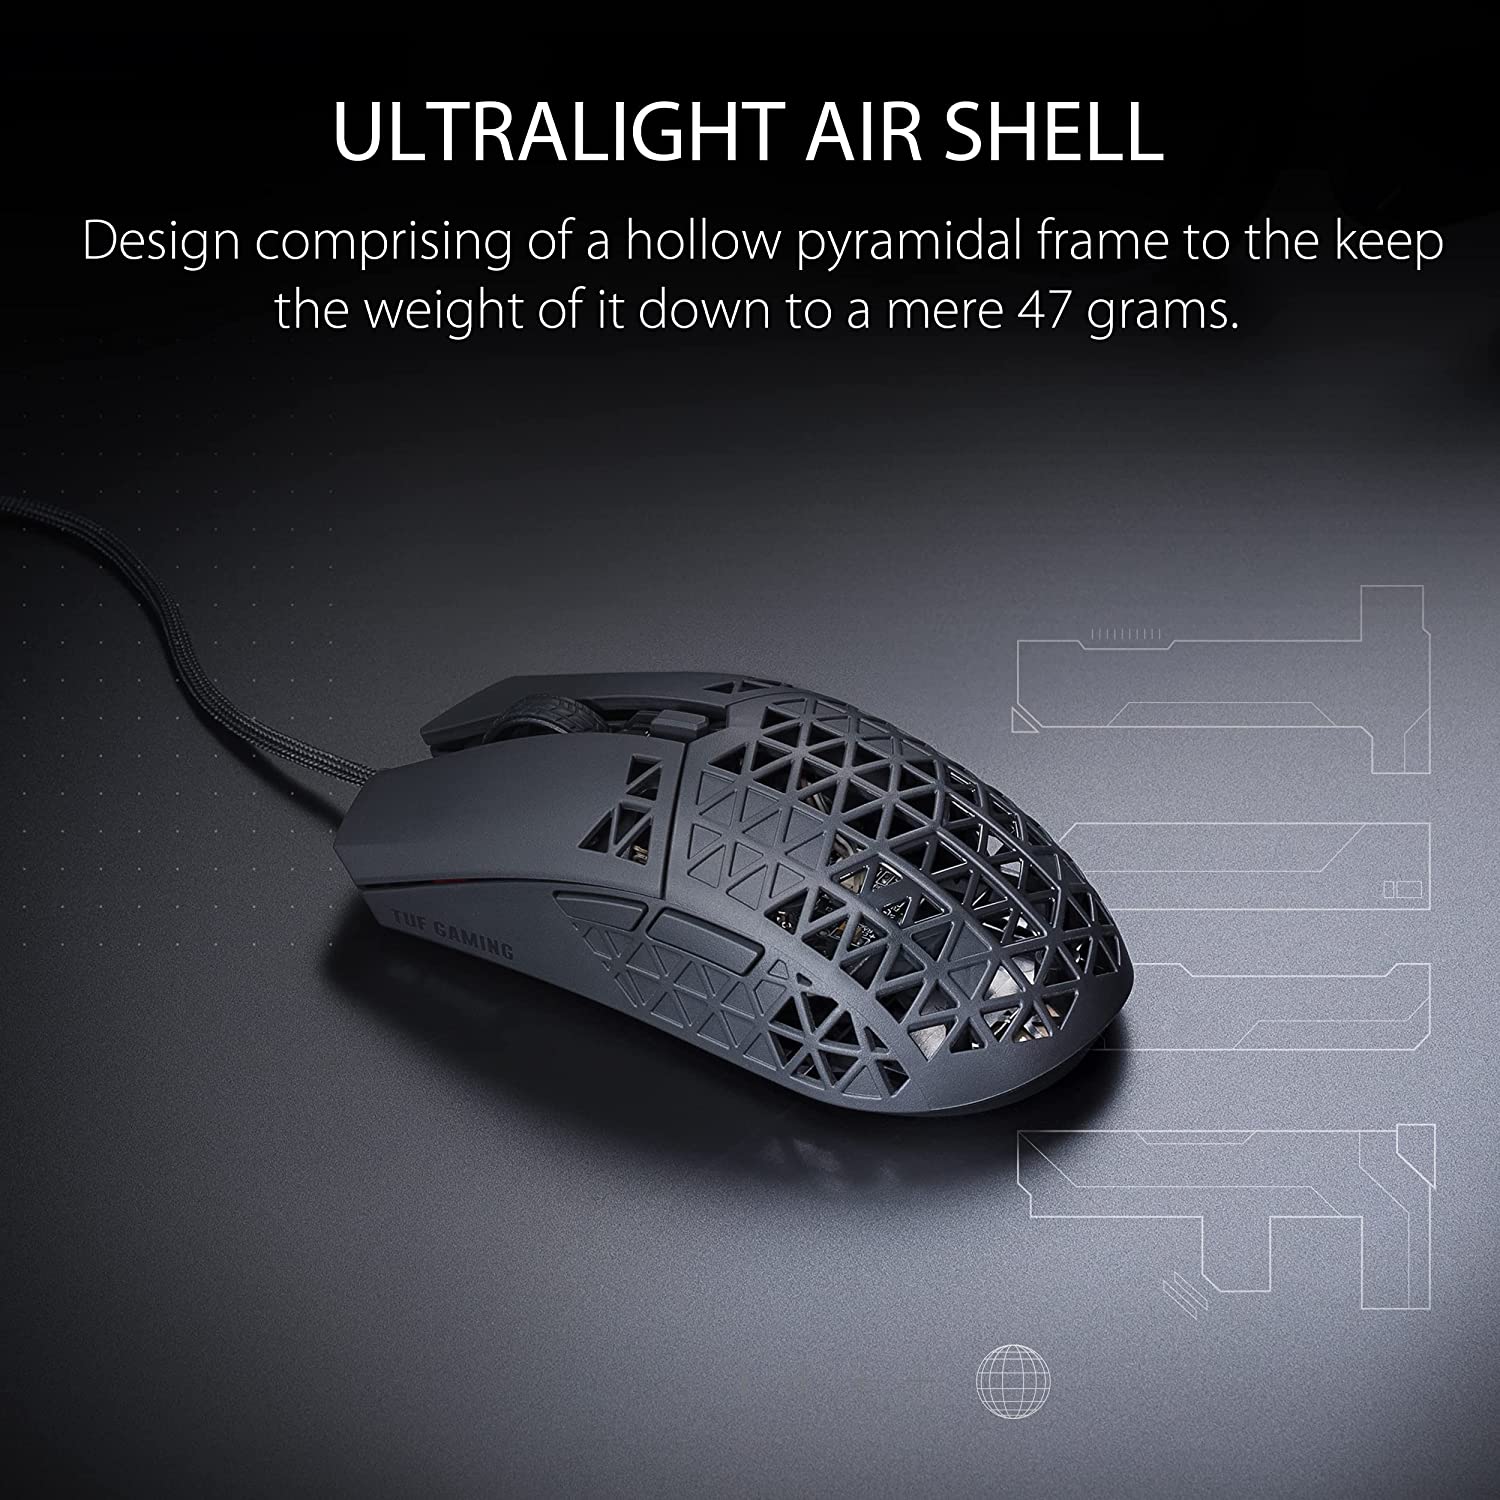 ULTRALIGHT AIR SHELL
Design comprising of a hollow pyramidal frame to the keep
the weight of it down to a mere 47 grams.
TUF GAMING